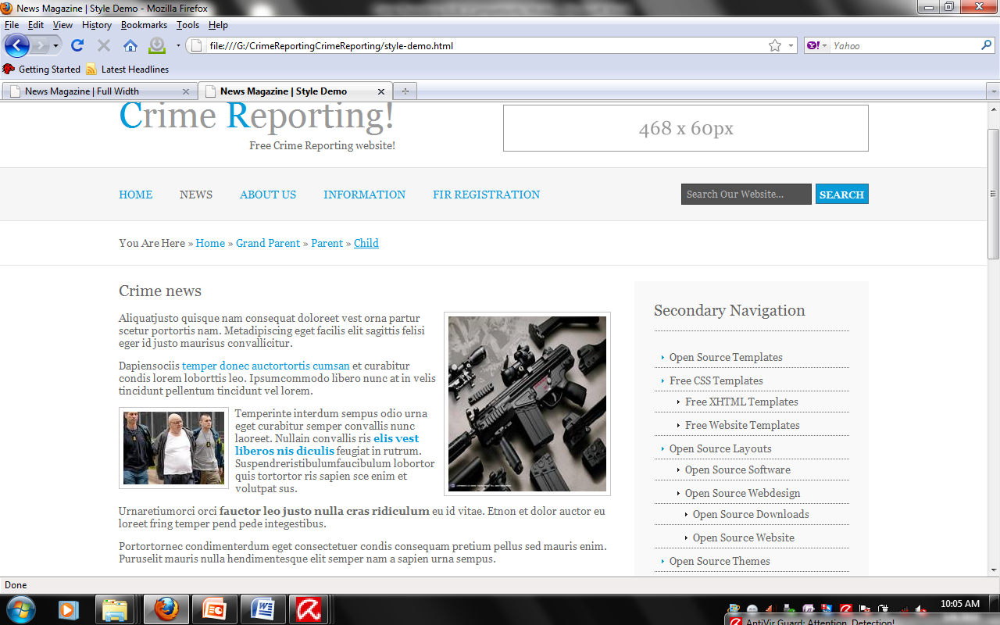 News Magazine | Style Demo - Mozilla Firefox
File Edit View History Bookmarks Tools Help
file:///G:/CrimeReportingCrimeReporting/style-demo.html
Yahoo
Getting Started Latest Headlines
News Magazine | Full Width
News Magazine | Style Demo
Crime Reporting!
Free Crime Reporting website!
468 x 60px
HOME NEWS ABOUT US INFORMATION FIR REGISTRATION
Search Our Website... SEARCH
You Are Here » Home » Grand Parent » Parent » Child
Crime news
Aliquatjusto quisque nam consequat doloreet vest orna partur
scetur portortis nam. Metadipiscing eget facilis elit sagittis felisi
eger id justo maurisus convallicitur.
Dapiensociis temper donec auctortortis cumsan et curabitur
condis lorem loborttis leo. Ipsumcommodo libero nunc at in velis
tincidunt pellentum tincidunt vel lorem.
Temperinte interdum sempus odio urna
eget curabitur semper convallis nunc
laoreet. Nullain convallis ris elis vest
liberos nis diculis feugiat in rutrum.
Suspendreristibulumfaucibulum lobortor
quis tortortor ris sapien sce enim et
volutpat sus.
Urnaretiumorci orci fauctor leo justo nulla cras ridiculum eu id vitae. Etnon et dolor auctor eu
loreet fring temper pend pede integestibus.
Portortornec condimenterdum eget consectetuer condis consequam pretium pellus sed mauris enim.
Puruselit mauris nulla hendimentesque elit semper nam a sapien urna sempus.
Secondary Navigation
Open Source Templates
Free CSS Templates
Free XHTML Templates
Free Website Templates
Open Source Layouts
Open Source Software
Open Source Webdesign
Open Source Downloads
Open Source Website
Open Source Themes
Done
10:05 AM
AntiVir Guard: Attention, Detection!